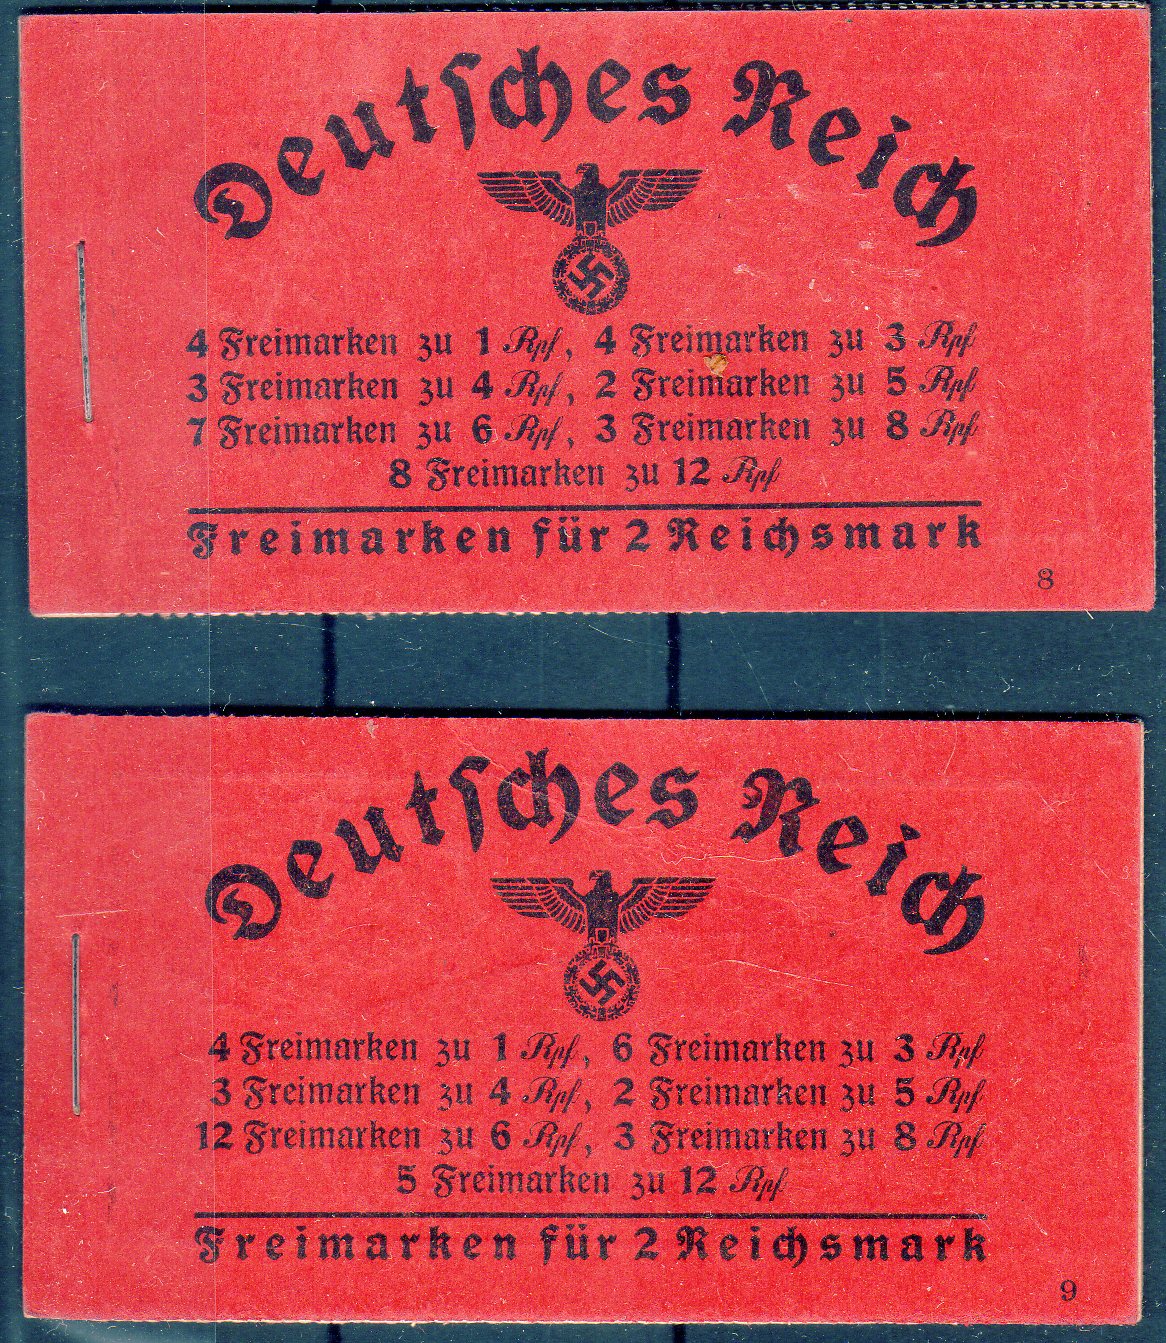 Deutsches Reich
4 Freimarken zu 1 Rpf, 4 Freimarken zu 3 Rpf
3 Freimarken zu 4 Rpf, 2 Freimarken zu 5 Rpf
7 Freimarken zu 6 Rpf, 3 Freimarken zu 8 Rpf
8 Freimarken zu 12 Rpf
Freimarken für 2 Reichsmark
8
Deutsches Reich
4 Freimarken zu 1 Rpf, 6 Freimarken zu 3 Rpf
3 Freimarken zu 4 Rpf, 2 Freimarken zu 5 Rpf
12 Freimarken zu 6 Rpf, 3 Freimarken zu 8 Rpf
5 Freimarken zu 12 Rpf
Freimarken für 2 Reichsmark
9